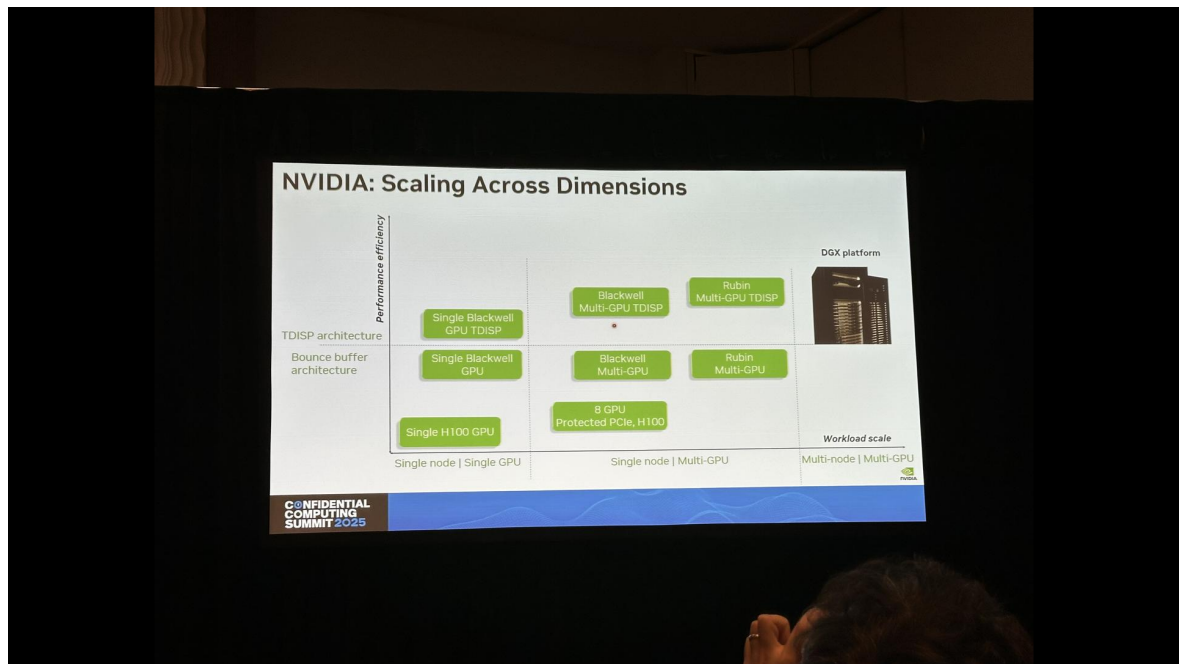 NVIDIA: Scaling Across Dimensions
Performance efficiency
DGX platform
Blackwell
Multi-GPU TDISP
Rubin
Multi-GPU TDISP
Single Blackwell
GPU TDISP
TDISP architecture
Bounce buffer
architecture
Single Blackwell
GPU
Blackwell
Multi-GPU
Rubin
Multi-GPU
Single H100 GPU
8 GPU
Protected PCIe, H100
Workload scale
Single node | Single GPU
Single node | Multi-GPU
Multi-node | Multi-GPU
NVIDIA
CONFIDENTIAL
COMPUTING
SUMMIT 2025